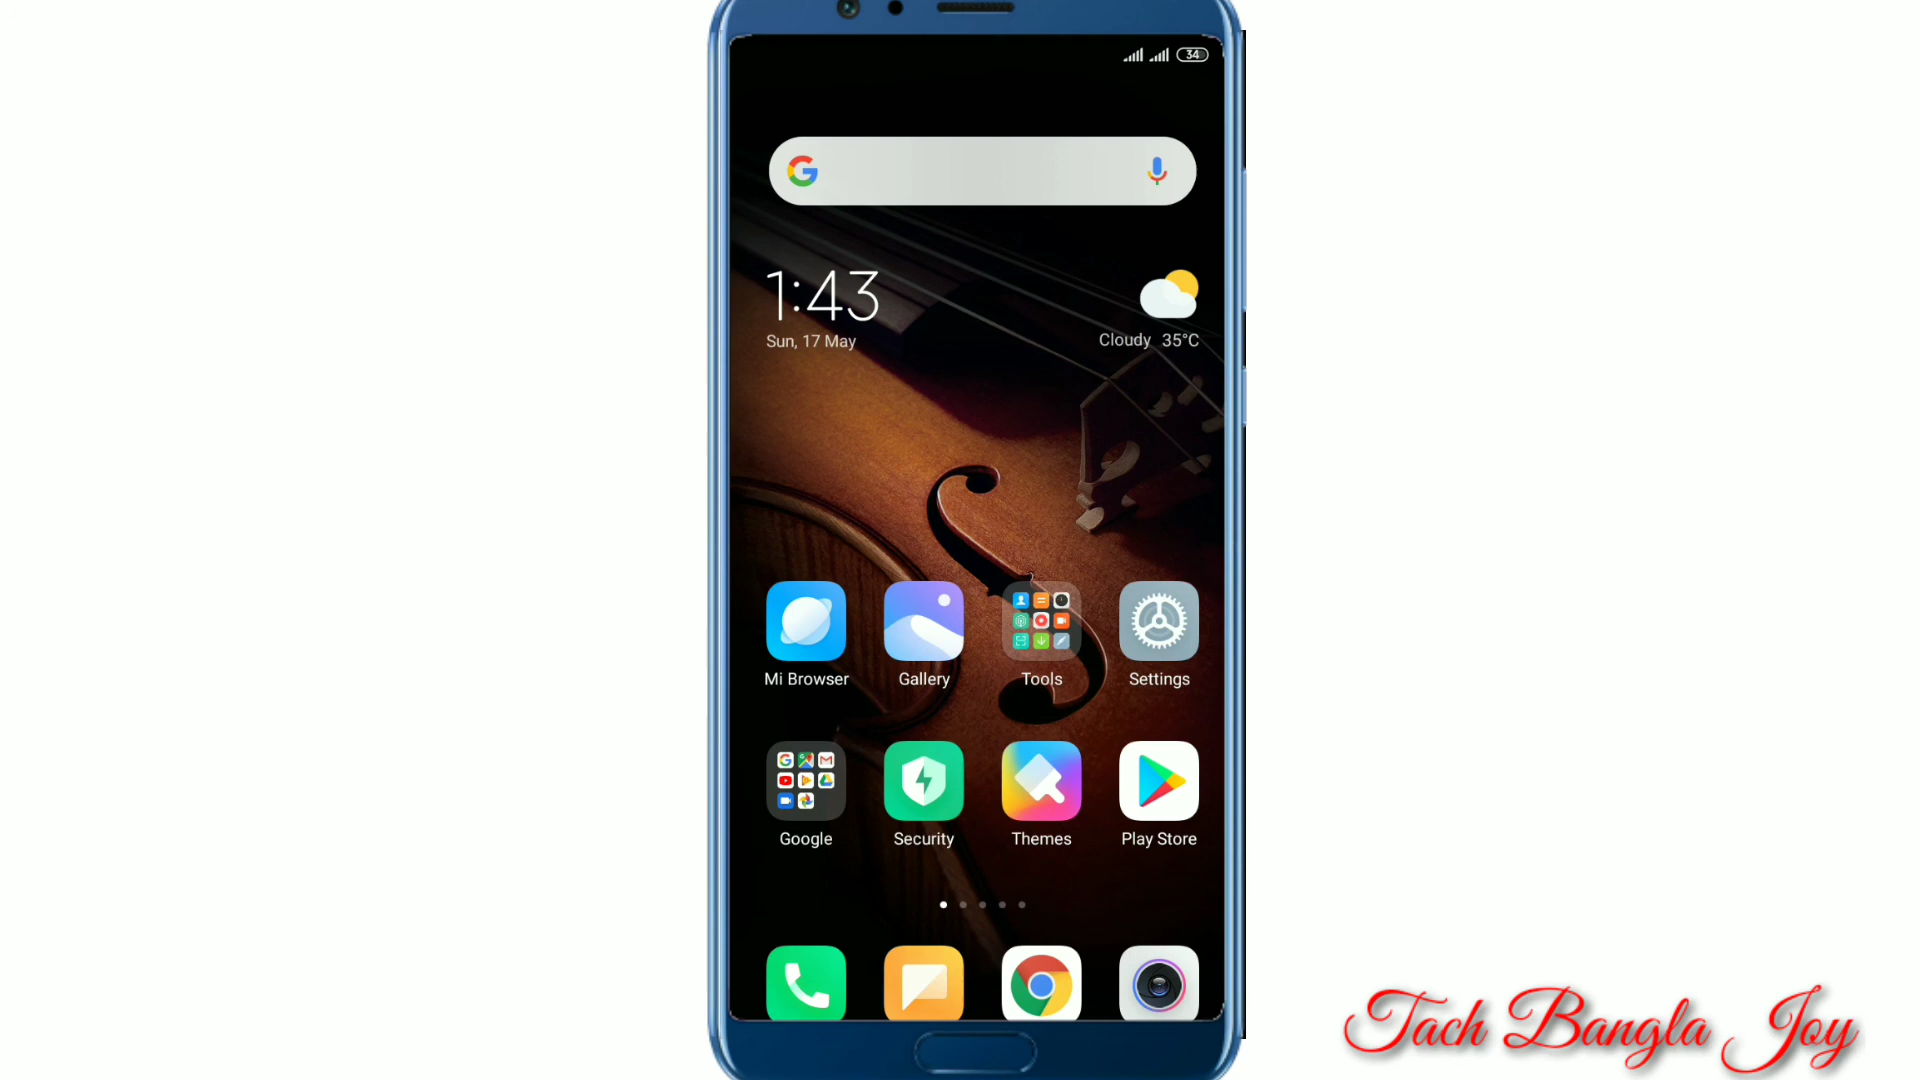 34
1:43
Sun, 17 May
Cloudy 35°C
Mi Browser
Gallery
Tools
Settings
Google
Security
Themes
Play Store
Tach Bangla Joy